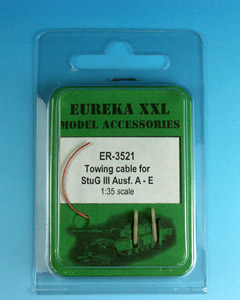 EUREKA XXL
MODEL ACCESSORIES
ER-3521
Towing cable for
StuG III Ausf. A - E
1:35 scale